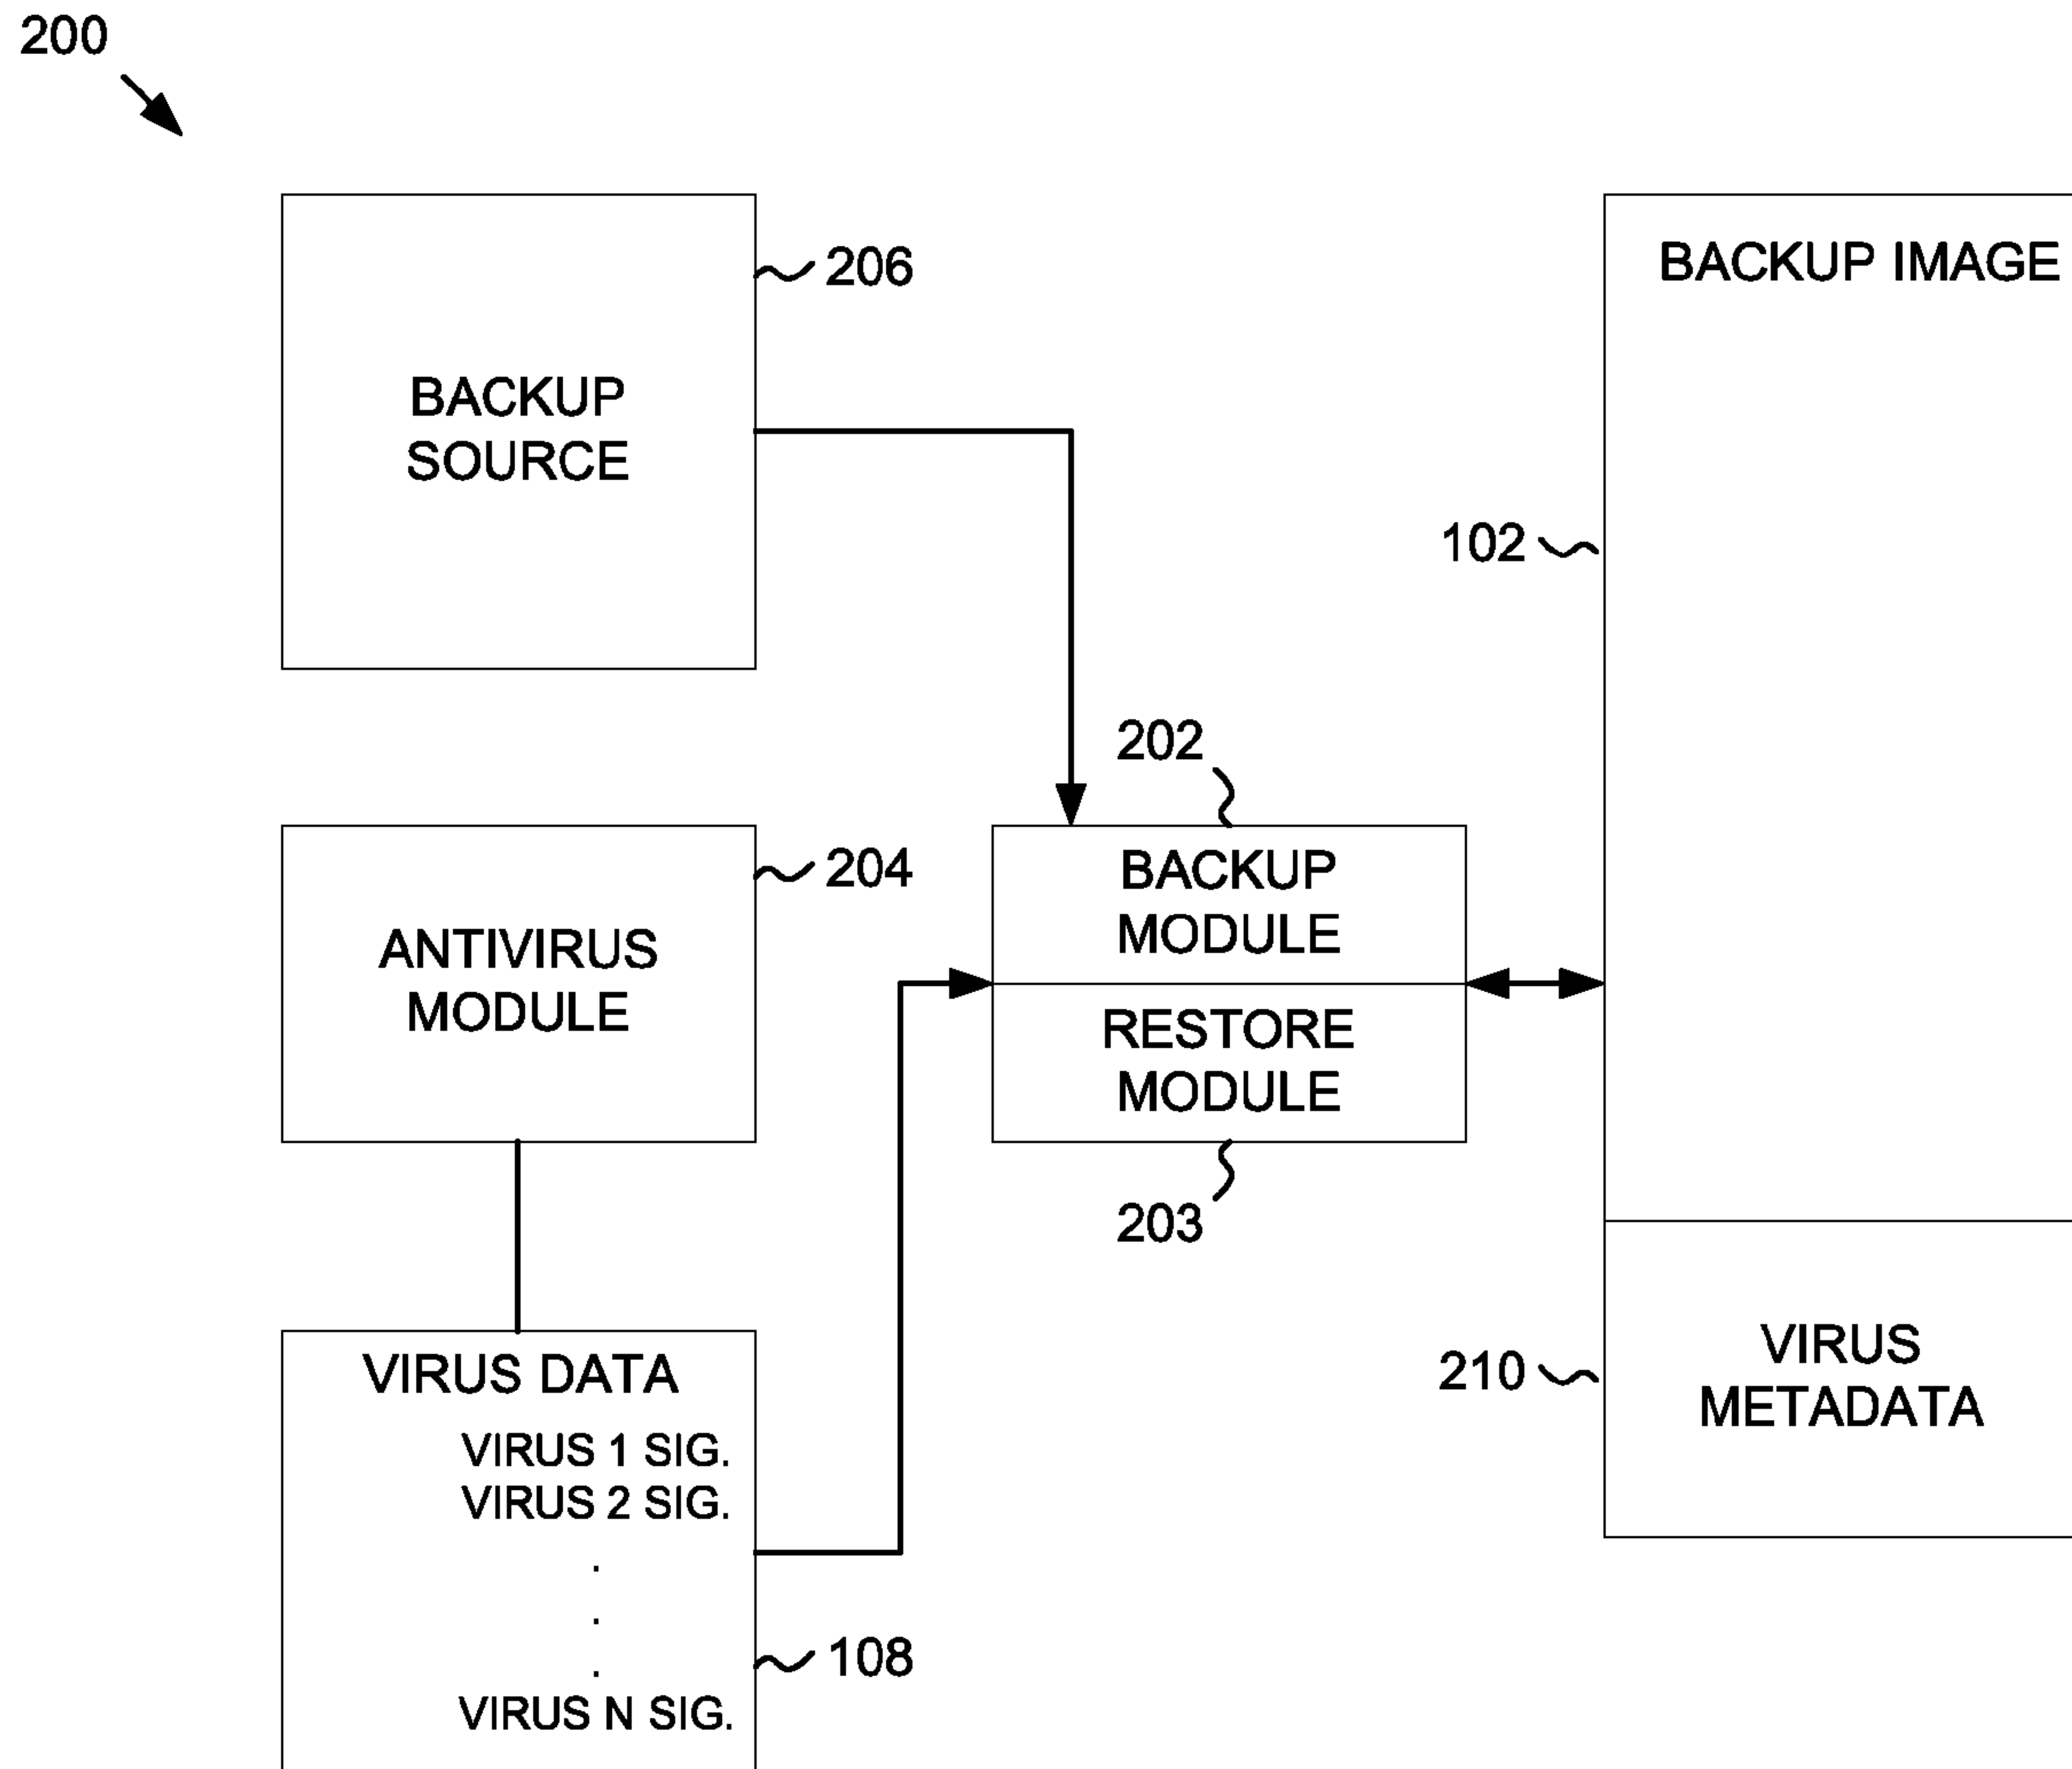 200
206
BACKUP
SOURCE
BACKUP IMAGE
102
202
204
ANTIVIRUS
MODULE
BACKUP
MODULE
RESTORE
MODULE
203
VIRUS DATA
VIRUS 1 SIG.
VIRUS 2 SIG.
.
.
.
VIRUS N SIG.
108
210
VIRUS
METADATA